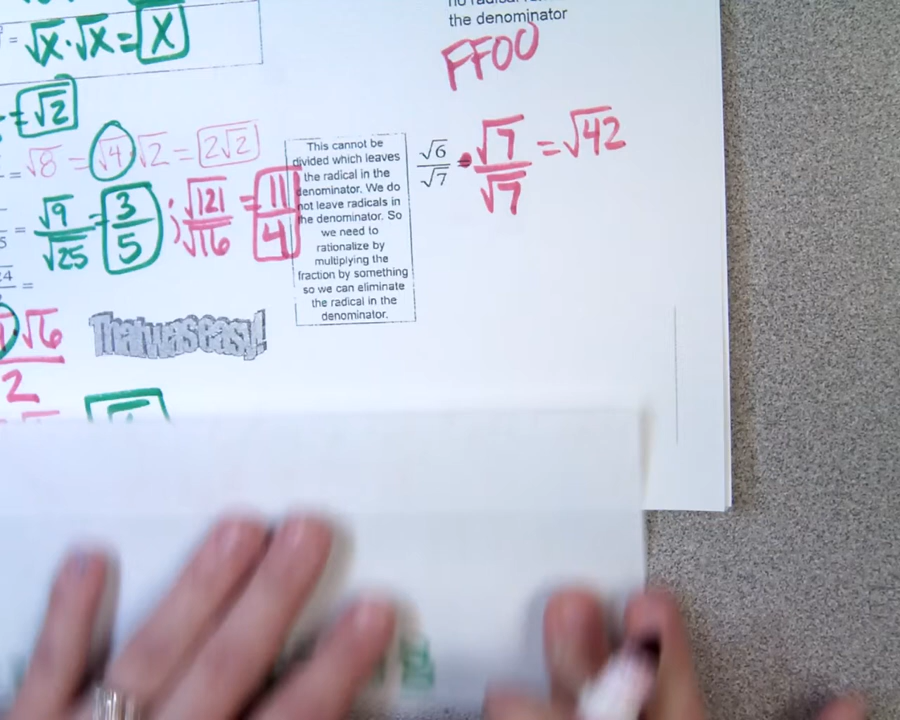 the denominator
FFOO
= √x·√x = x
= √2
= √8 = √4 √2 = 2√2
= √9/√25 = 3/5 ; √121/√16 = 11/4
=
√6
2
That was easy!
This cannot be
divided which leaves
the radical in the
denominator. We do
not leave radicals in
the denominator. So
we need to
rationalize by
multiplying the
fraction by something
so we can eliminate
the radical in the
denominator.
√6/√7 • √7/√7 = √42